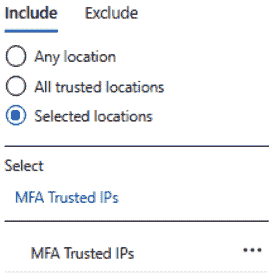 Include Exclude
Any location
All trusted locations
Selected locations
Select
MFA Trusted IPs
MFA Trusted IPs ...